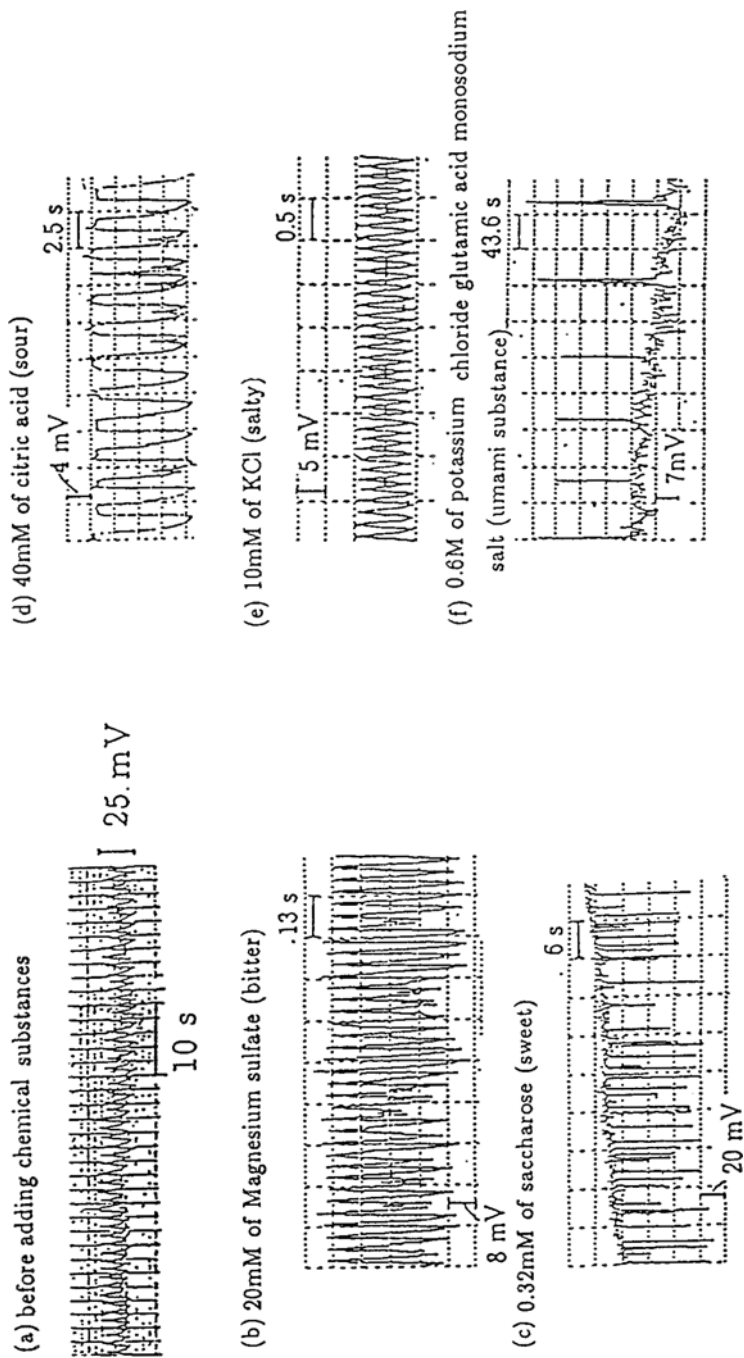 (a) before adding chemical substances
25. mV
10 s
(b) 20mM of Magnesium sulfate (bitter)
.13 s
8 mV
(c) 0.32mM of saccharose (sweet)
6 s
20 mV
(d) 40mM of citric acid (sour)
4 mV
2.5 s
(e) 10mM of KCl (salty}
5 mV
0.5 s
(f) 0.6M of potassium chloride glutamic acid monosodium
salt (umami substance)
43.6 s
7mV